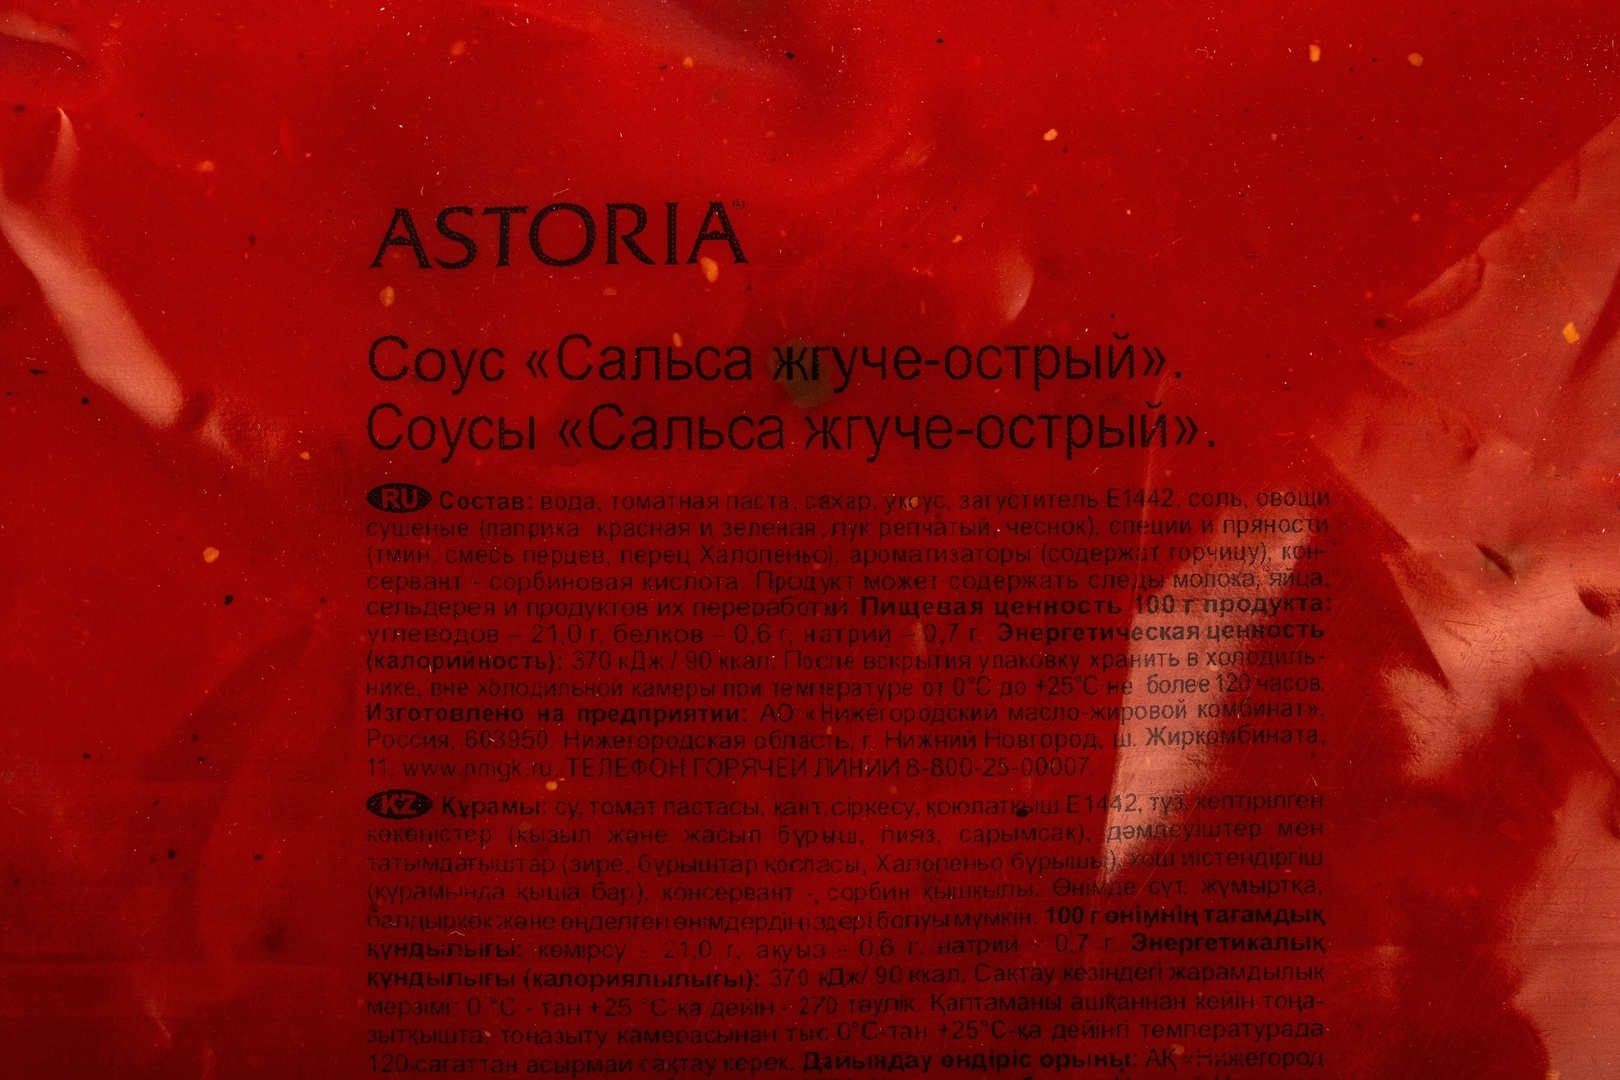 ASTORIA®
Соус «Сальса жгуче-острый».
Соусы «Сальса жгуче-острый».
RU Состав: вода, томатная паста, сахар, уксус, загуститель Е1442, соль, овощи
сушеные (паприка красная и зеленая, лук репчатый, чеснок), специи и пряности
(тмин, смесь перцев, перец Халопеньо), ароматизаторы (содержат горчицу), кон-
сервант - сорбиновая кислота. Продукт может содержать следы молока, яйца,
сельдерея и продуктов их переработки. Пищевая ценность 100 г продукта:
углеводов – 21,0 г, белков – 0,6 г, натрий – 0,7 г. Энергетическая ценность
(калорийность): 370 кДж / 90 ккал. После вскрытия упаковку хранить в холодиль-
нике, вне холодильной камеры при температуре от 0°С до +25°С не более 120 часов.
Изготовлено на предприятии: АО «Нижегородский масло-жировой комбинат»,
Россия, 603950, Нижегородская область, г. Нижний Новгород, ш. Жиркомбината,
11, www.nmgk.ru, ТЕЛЕФОН ГОРЯЧЕЙ ЛИНИИ 8-800-25-00007
KZ Құрамы: су, томат пастасы, қант, сіркесу, қоюлатқыш Е1442, тұз, кептірілген
көкөністер (қызыл және жасыл бұрыш, пияз, сарымсақ), дәмдеуіштер мен
татымдағыштар (зире, бұрыштар қоспасы, Халопеньо бұрышы), хош иістендіргіш
(құрамында қыша бар), консервант - сорбин қышқылы. Өнімде сүт, жұмыртқа,
балдыркөк және өңделген өнімдердің іздері болуы мүмкін. 100 г өнімнің тағамдық
құндылығы: көмірсу - 21,0 г, ақуыз - 0,6 г, натрий - 0,7 г. Энергетикалық
құндылығы (калориялылығы): 370 кДж/ 90 ккал. Сақтау кезіндегі жарамдылық
мерзімі: 0 °С - тан +25 °С-қа дейін - 270 тәулік. Қаптаманы ашқаннан кейін тоңа-
зытқышта, тоңазыту камерасынан тыс 0°С-тан +25°С-қа дейінгі температурада
120 сағаттан асырмай сақтау керек. Дайындау өндіріс орыны: АҚ «Нижегород